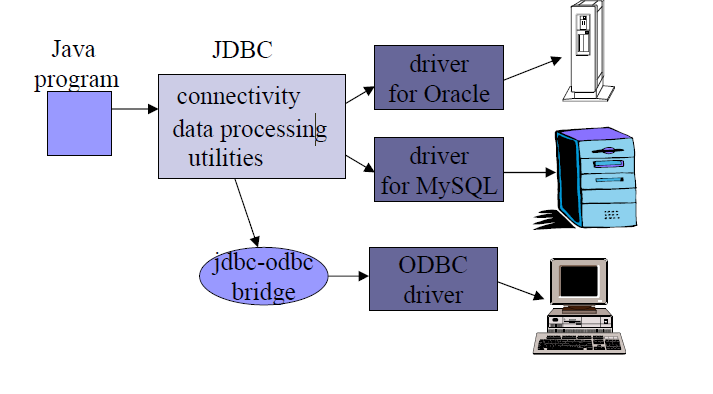 Java
program
JDBC
connectivity
data processing
utilities
driver
for Oracle
driver
for MySQL
jdbc-odbc
bridge
ODBC
driver